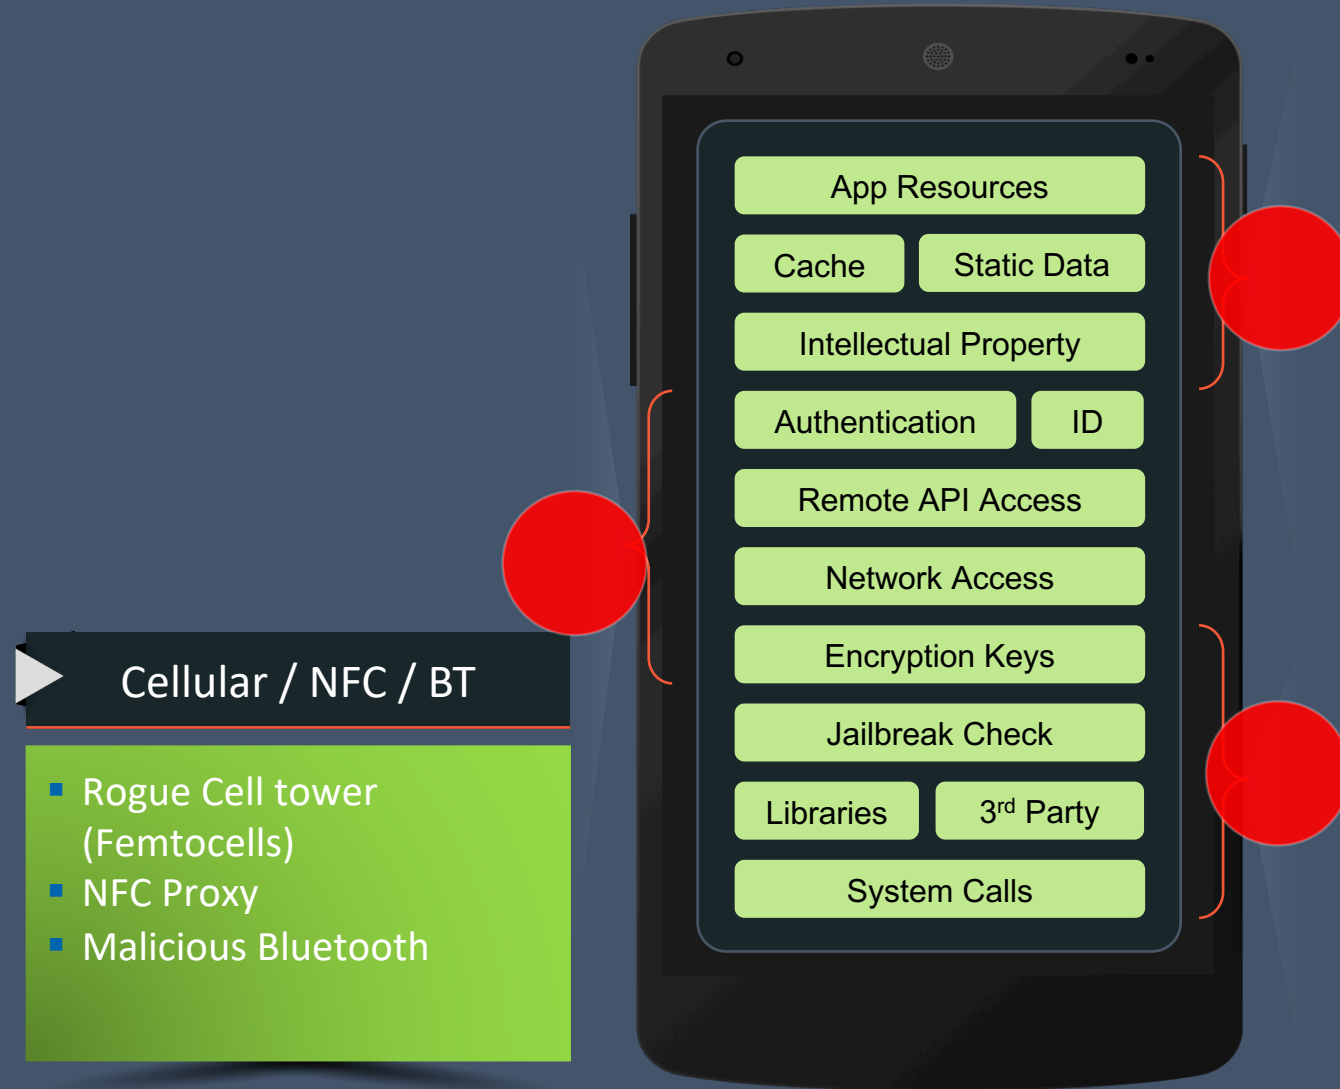 App Resources
Cache
Static Data
Intellectual Property
Authentication
ID
Remote API Access
Network Access
Encryption Keys
Jailbreak Check
Libraries
3rd Party
System Calls
Cellular / NFC / BT
▪ Rogue Cell tower
(Femtocells)
▪ NFC Proxy
▪ Malicious Bluetooth